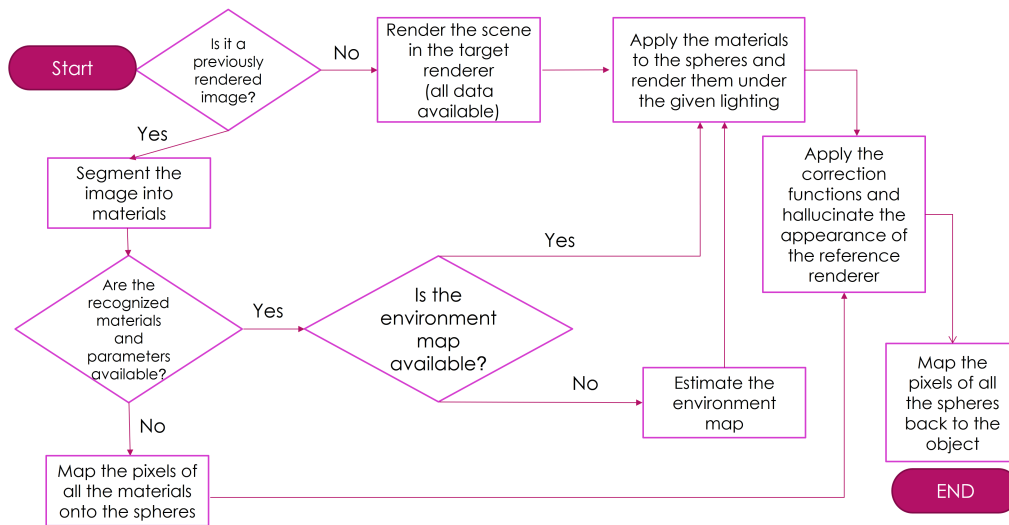 Start
Is it a
previously
rendered
image?
No
Render the scene
in the target
renderer
(all data
available)
Apply the materials
to the spheres and
render them under
the given lighting
Yes
Segment the
image into
materials
Apply the
correction
functions and
hallucinate the
appearance of
the reference
renderer
Are the
recognized
materials
and
parameters
available?
Yes
Is the
environment
map
available?
Yes
No
Estimate the
environment
map
Map the
pixels of all
the spheres
back to the
object
No
Map the pixels of
all the materials
onto the spheres
END